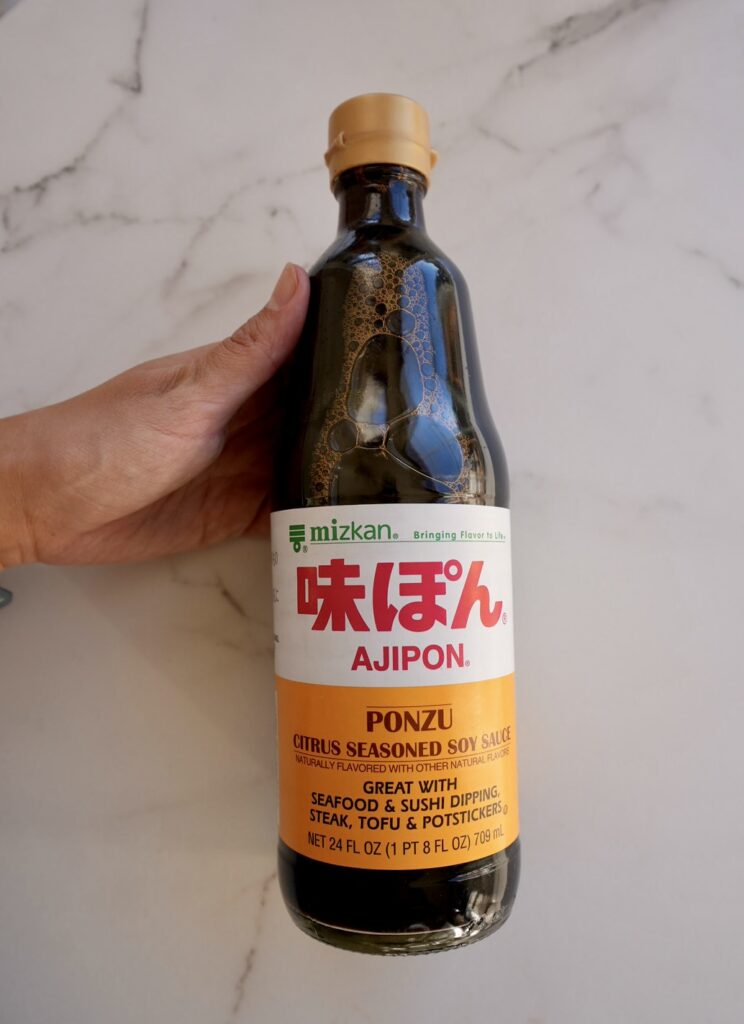 mizkan® Bringing Flavor to Life™
味ぽん®
AJIPON®
PONZU
CITRUS SEASONED SOY SAUCE
NATURALLY FLAVORED WITH OTHER NATURAL FLAVORS
GREAT WITH
SEAFOOD & SUSHI DIPPING,
STEAK, TOFU & POTSTICKERS
NET 24 FL OZ (1 PT 8 FL OZ) 709 mL